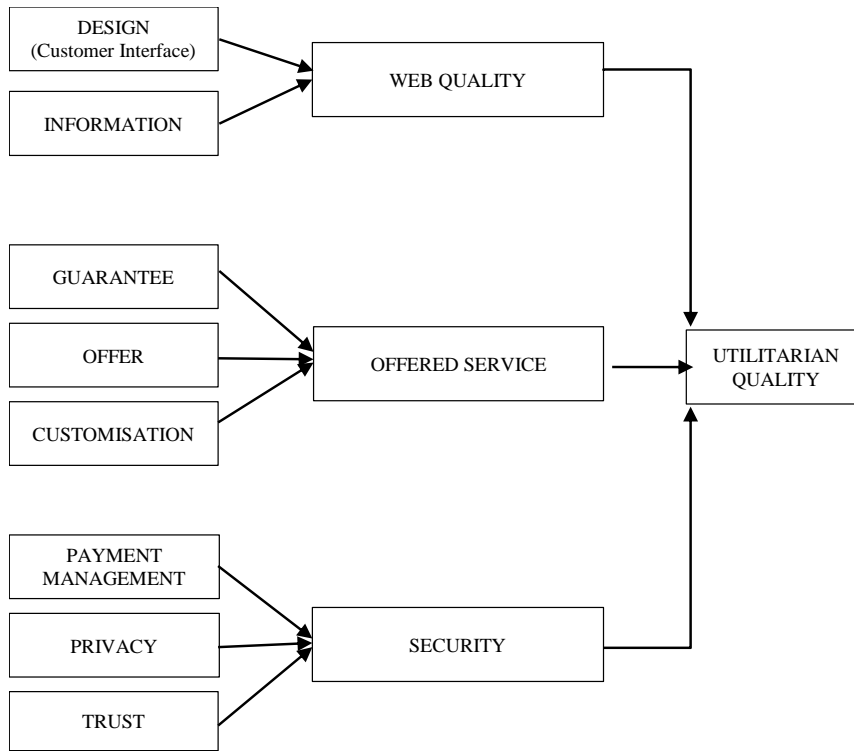 DESIGN
(Customer Interface)
WEB QUALITY
INFORMATION
GUARANTEE
OFFER
OFFERED SERVICE
UTILITARIAN
QUALITY
CUSTOMISATION
PAYMENT
MANAGEMENT
PRIVACY
SECURITY
TRUST